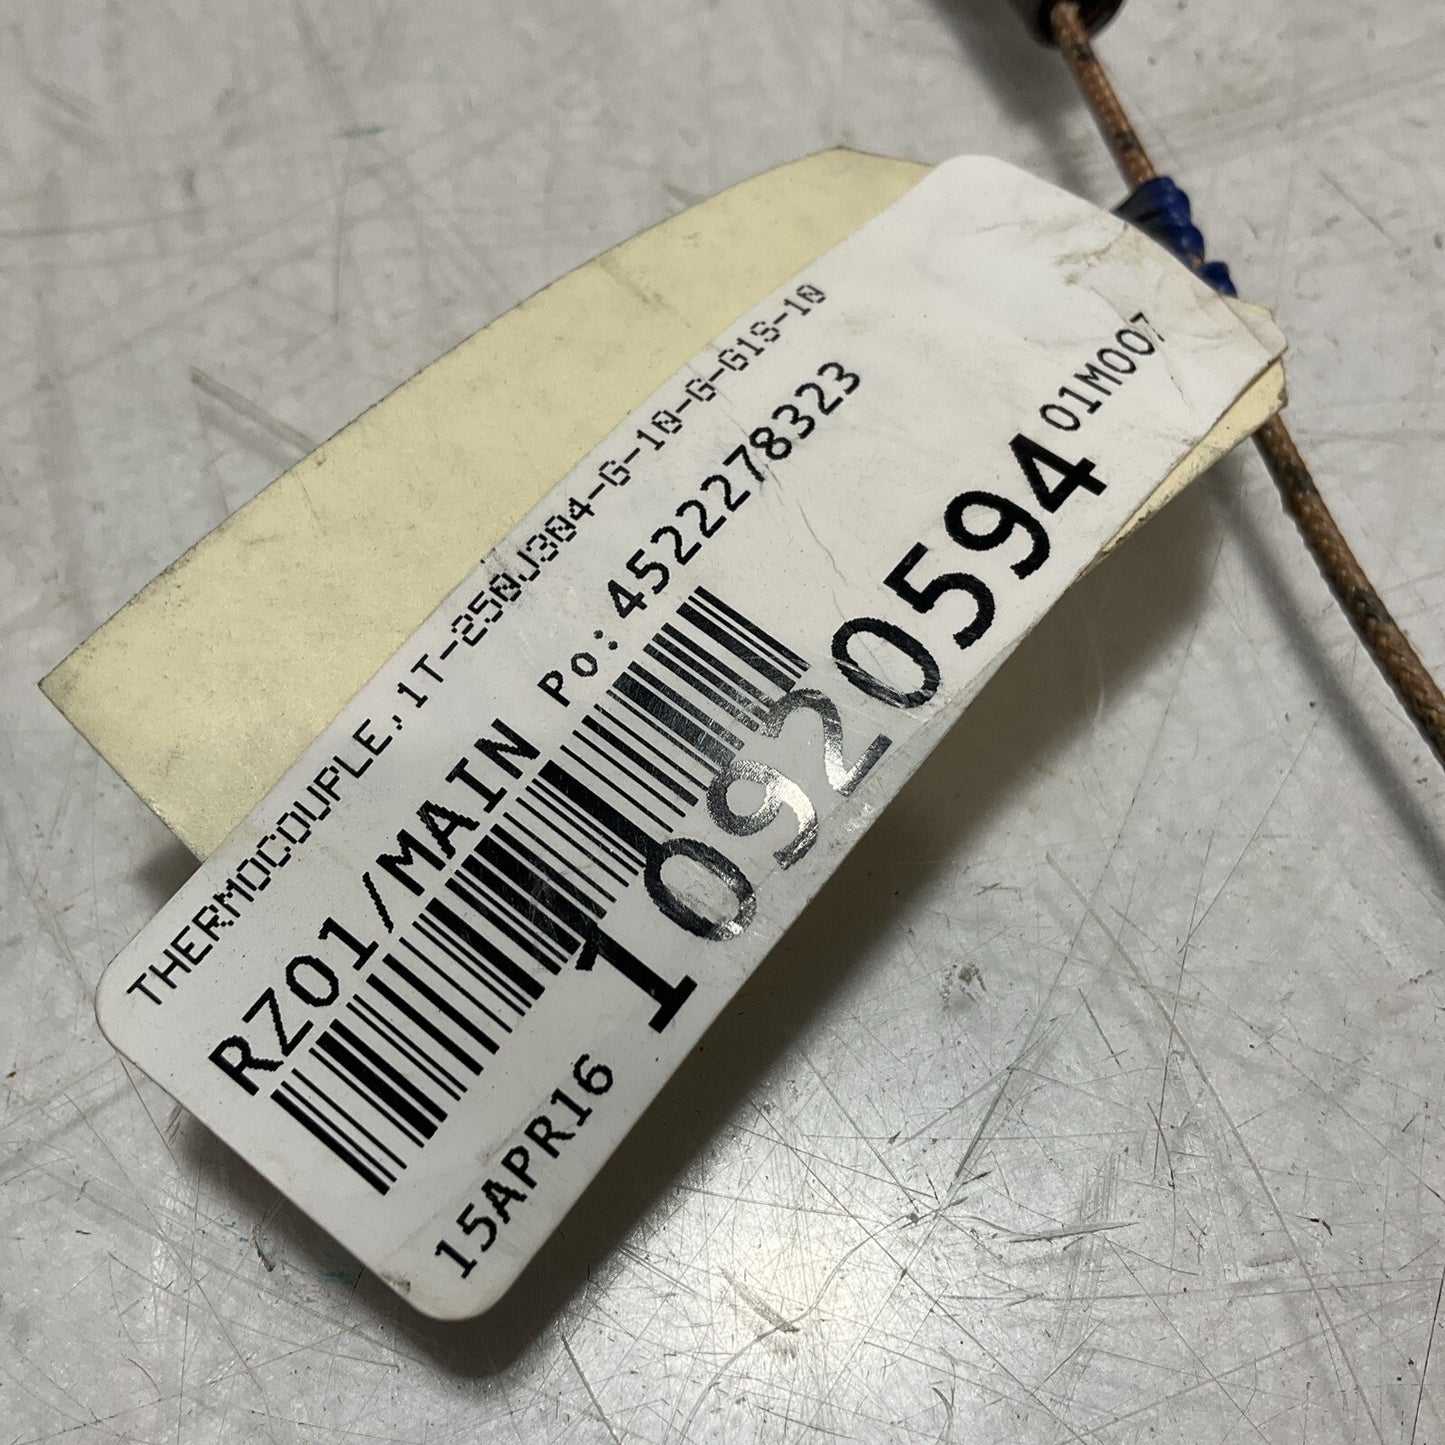 THERMOCOUPLE,1T-250J304-G-10-G-G1S-10
RZ01/MAIN Po:4522278323
10920594
15APR16
01M007